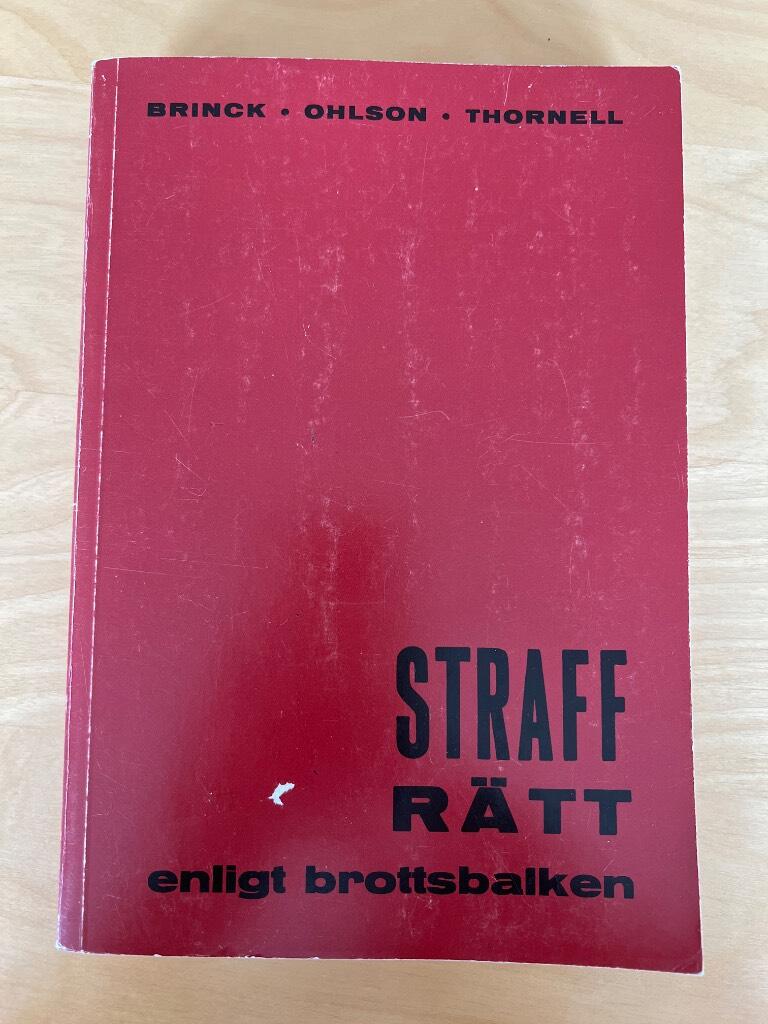 BRINCK • OHLSON • THORNELL
STRAFF
RÄTT
enligt brottsbalken